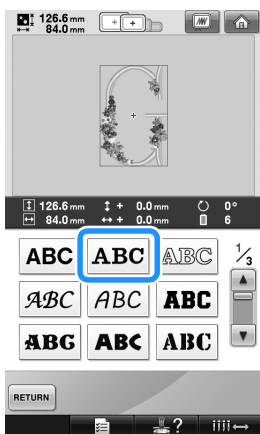 126.6 mm
84.0 mm
126.6 mm + 0.0 mm 0°
84.0 mm + 0.0 mm 6
ABC ABC ABC 1/3
ABC ABC ABC
ABC ABC ABC
RETURN
?